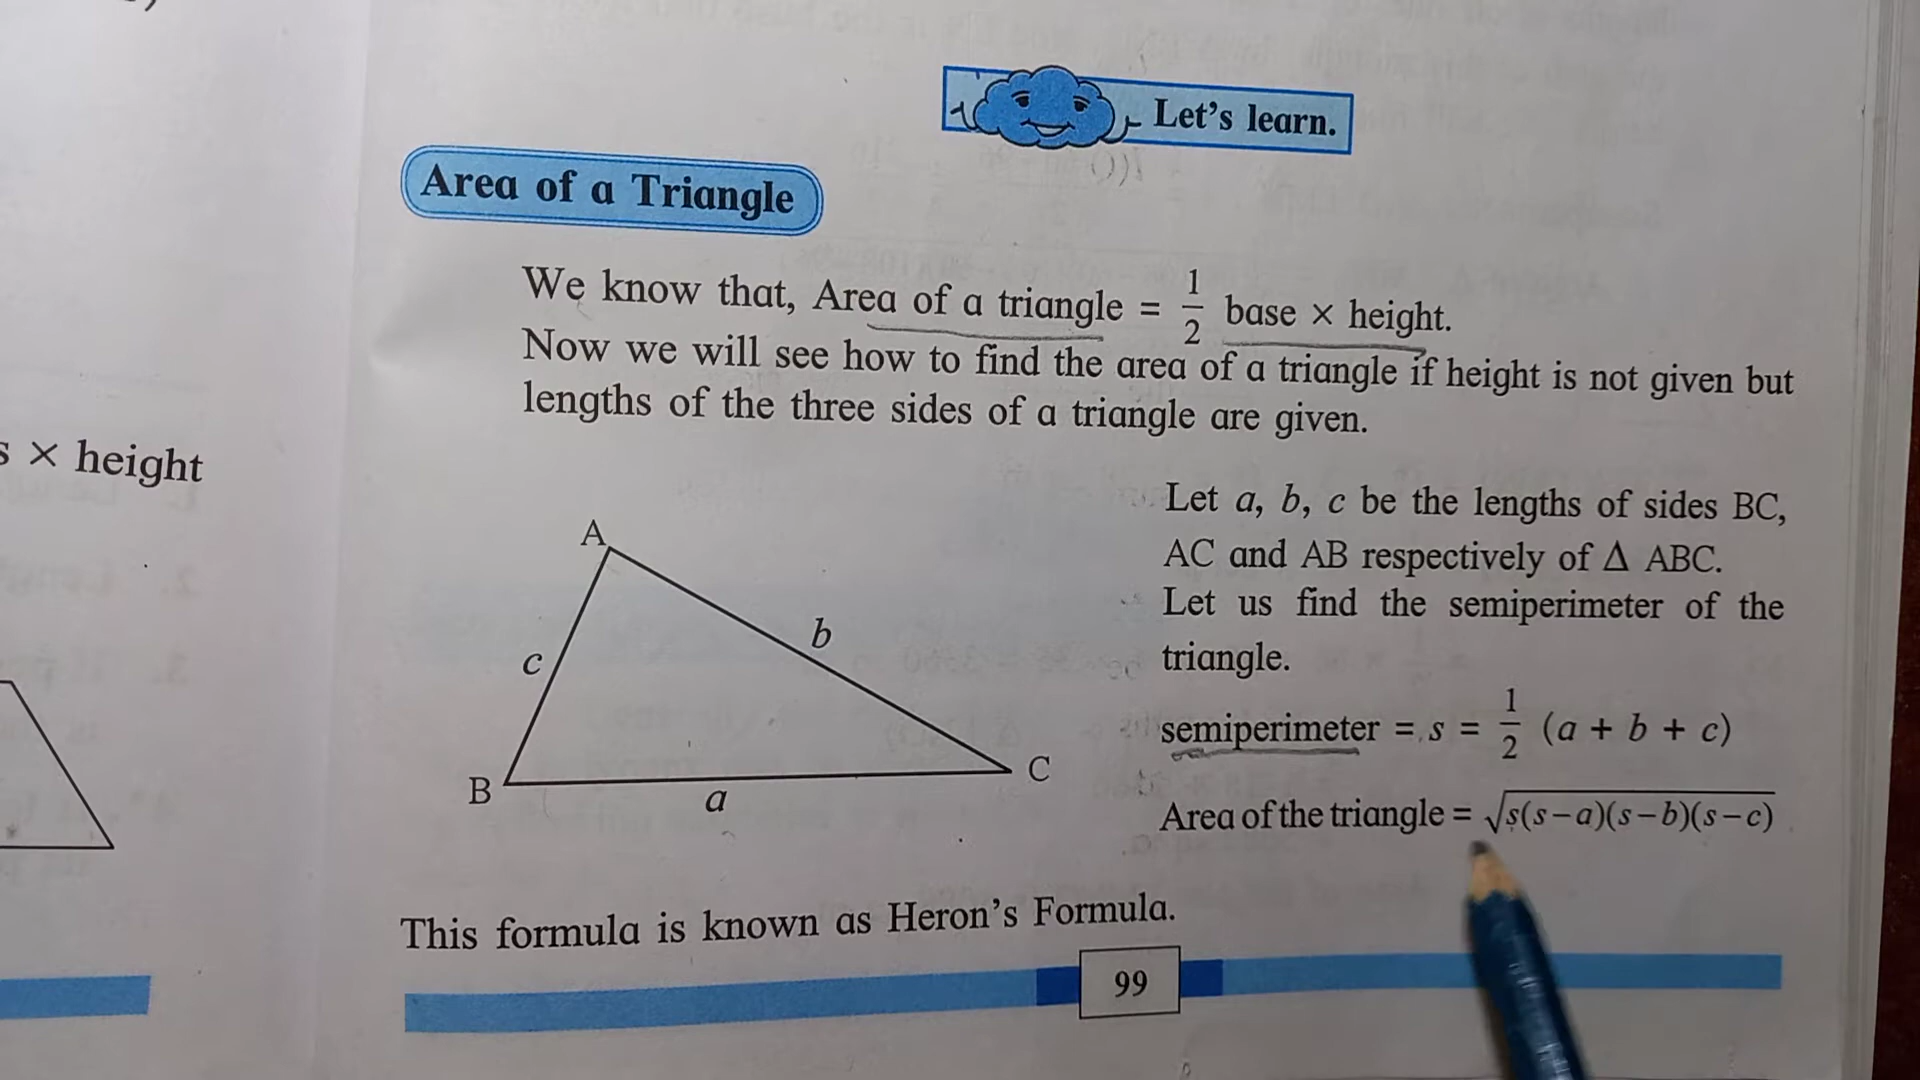 Let's learn.
Area of a Triangle
We know that, Area of a triangle = 1/2 base × height.
Now we will see how to find the area of a triangle if height is not given but
lengths of the three sides of a triangle are given.
× height
A
b
c
B
a
C
Let a, b, c be the lengths of sides BC,
AC and AB respectively of Δ ABC.
Let us find the semiperimeter of the
triangle.
semiperimeter = s = 1/2 (a + b + c)
Area of the triangle = √s(s−a)(s−b)(s−c)
This formula is known as Heron's Formula.
99